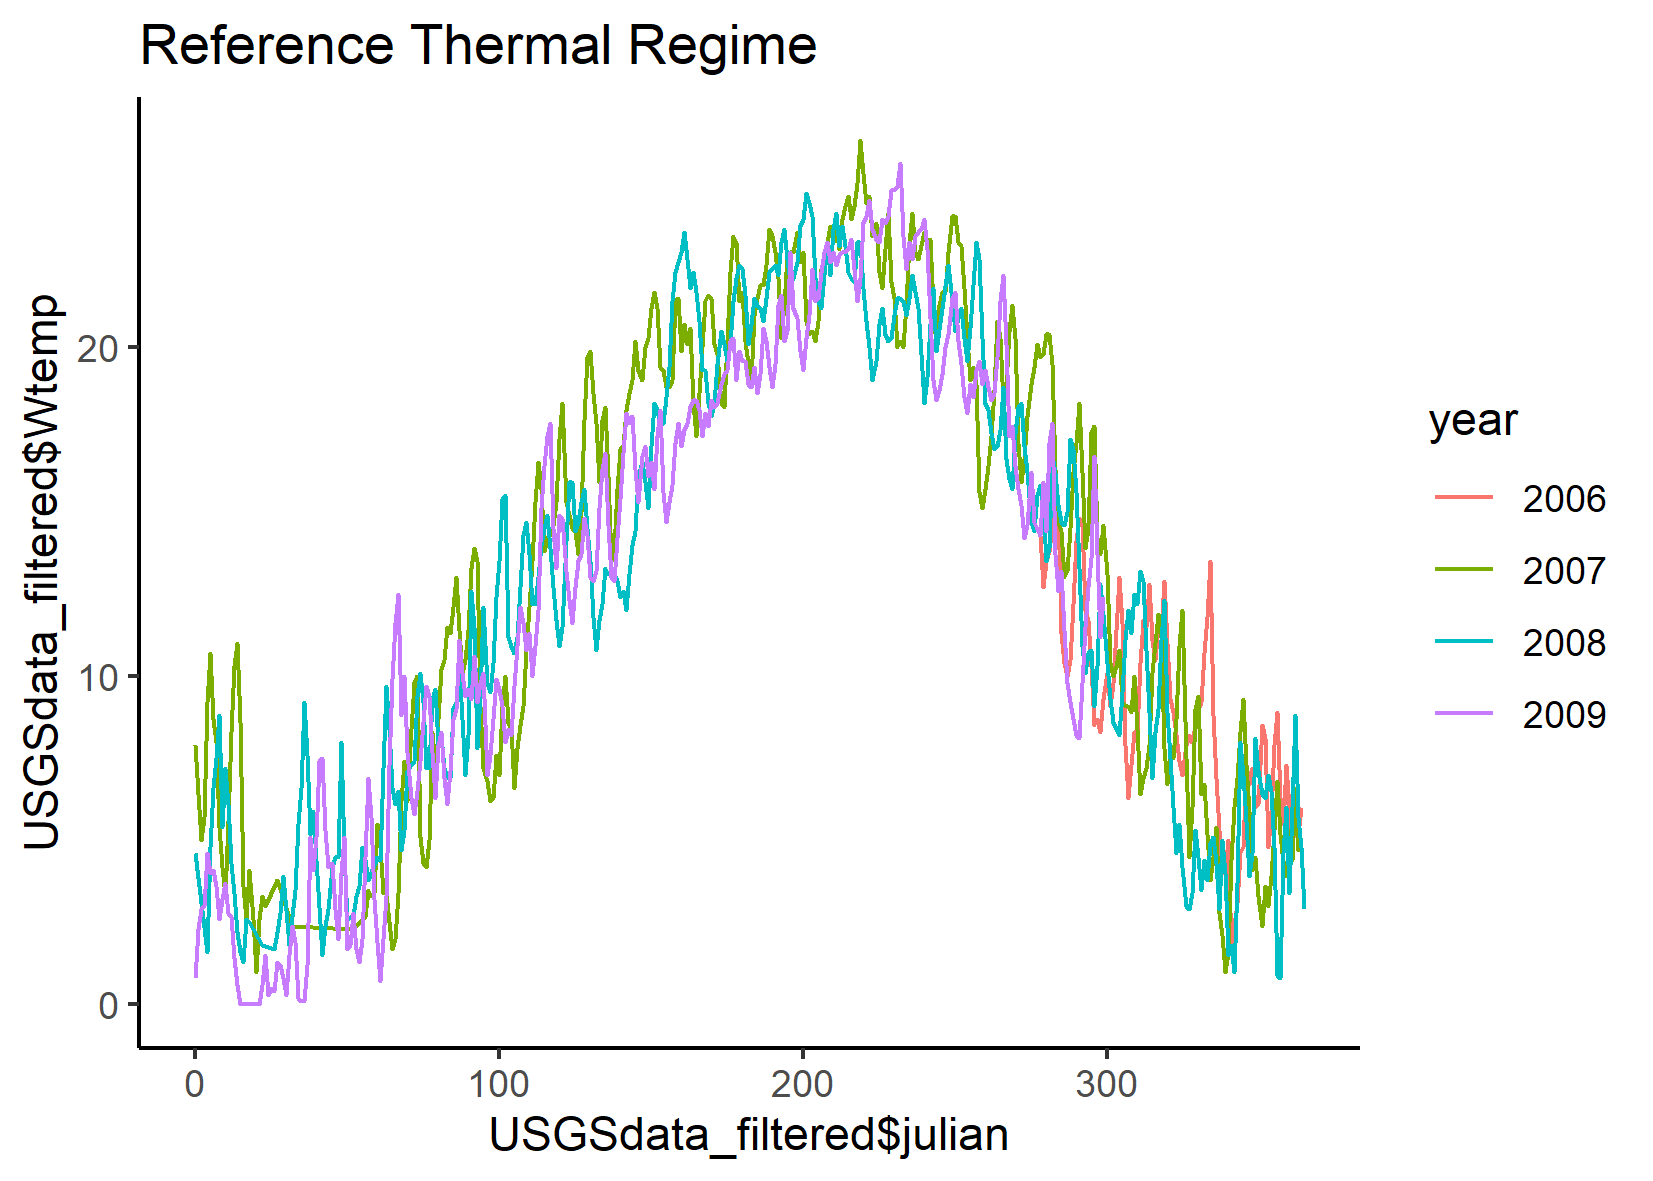 Reference Thermal Regime
USGSdata_filtered$Wtemp
20
10
0
0 100 200 300
USGSdata_filtered$julian
year
2006
2007
2008
2009